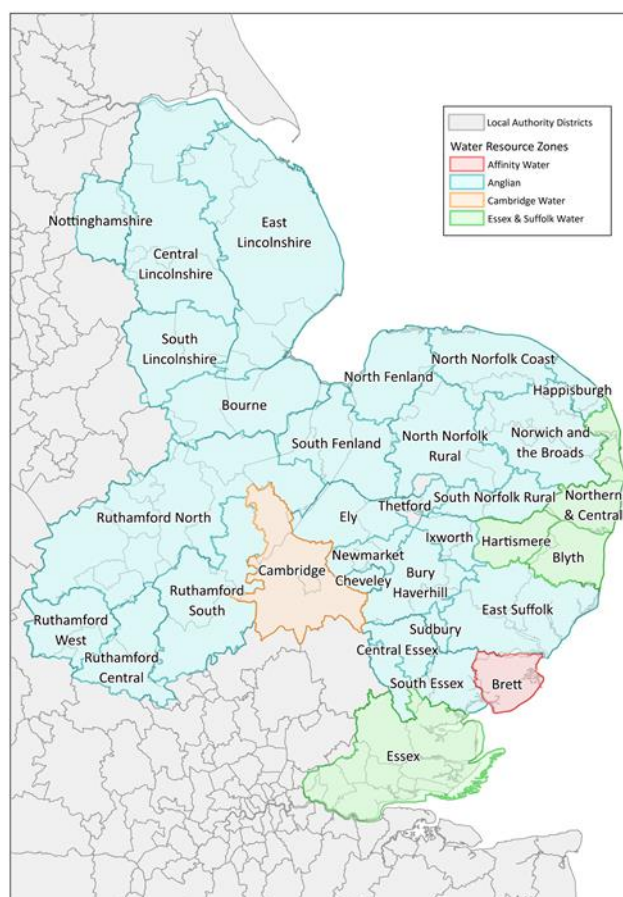 Local Authority Districts
Water Resource Zones
Affinity Water
Anglian
Cambridge Water
Essex & Suffolk Water
Nottinghamshire
East
Lincolnshire
Central
Lincolnshire
South
Lincolnshire
Bourne
North Fenland
North Norfolk Coast
Happisburgh
South Fenland
North Norfolk
Rural
Norwich and
the Broads
Ruthamford North
Ely
Thetford
South Norfolk Rural
Northern
& Central
Ixworth
Hartismere
Blyth
Newmarket
Cambridge
Cheveley
Bury
Haverhill
Ruthamford
South
East Suffolk
Ruthamford
West
Ruthamford
Central
Sudbury
Central Essex
South Essex
Brett
Essex